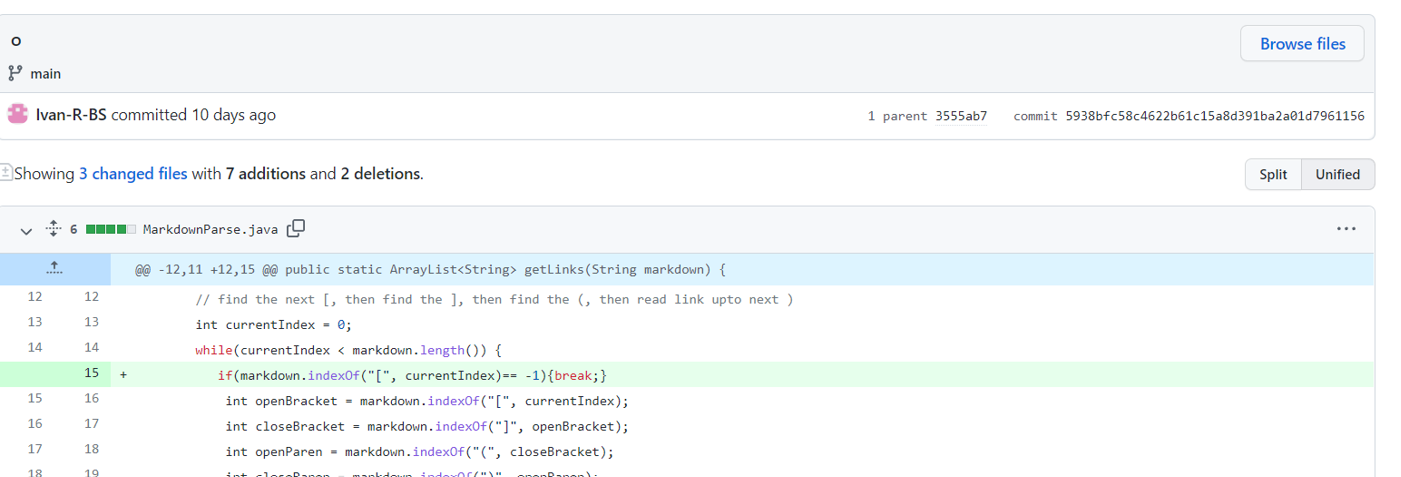 o
Browse files
main
Ivan-R-BS committed 10 days ago 1 parent 3555ab7 commit 5938bfc58c4622b61c15a8d391ba2a01d7961156
Showing 3 changed files with 7 additions and 2 deletions.
Split Unified
6 MarkdownParse.java
@@ -12,11 +12,15 @@ public static ArrayList<String> getLinks(String markdown) {
12 12 // find the next [, then find the ], then find the (, then read link upto next )
13 13 int currentIndex = 0;
14 14 while(currentIndex < markdown.length()) {
15 + if(markdown.indexOf("[", currentIndex)== -1){break;}
15 16 int openBracket = markdown.indexOf("[", currentIndex);
16 17 int closeBracket = markdown.indexOf("]", openBracket);
17 18 int openParen = markdown.indexOf("(", closeBracket);
18 19 int closeParen = markdown.indexOf(")", openParen);